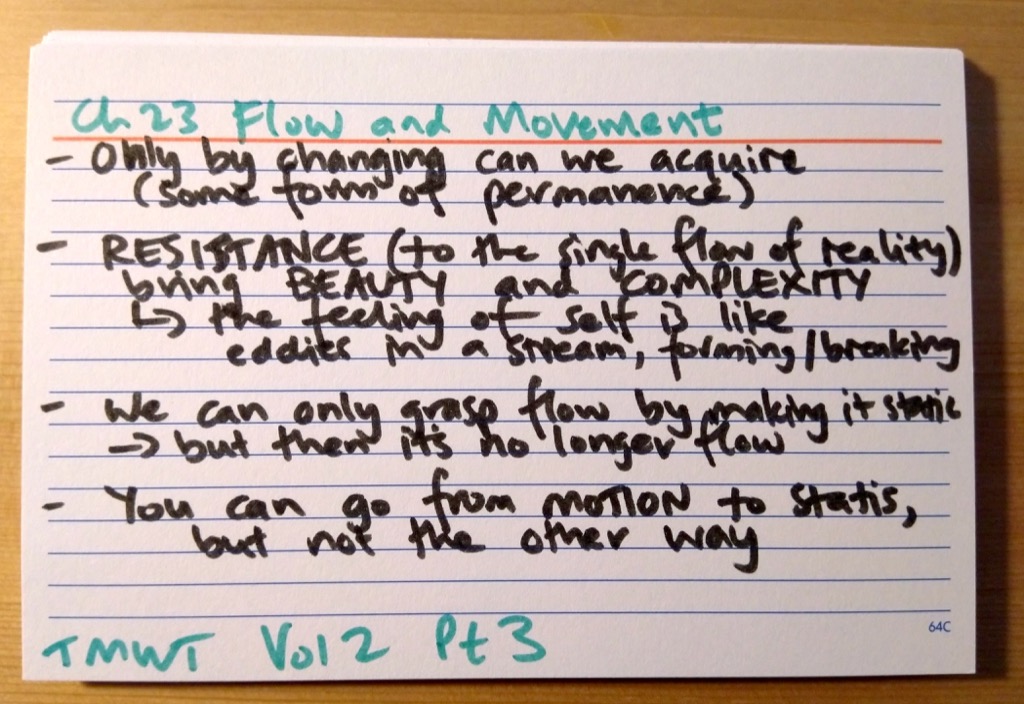 Ch 23 Flow and Movement
- Only by changing can we acquire
(some form of permanence)
- RESISTANCE (to the single flow of reality)
bring BEAUTY and COMPLEXITY
↳ the feeling of self is like
eddies in a stream, forming/breaking
- We can only grasp flow by making it static
→ but then it's no longer flow
- You can go from MOTION to statis,
but not the other way
64C
TMWT Vol 2 Pt 3